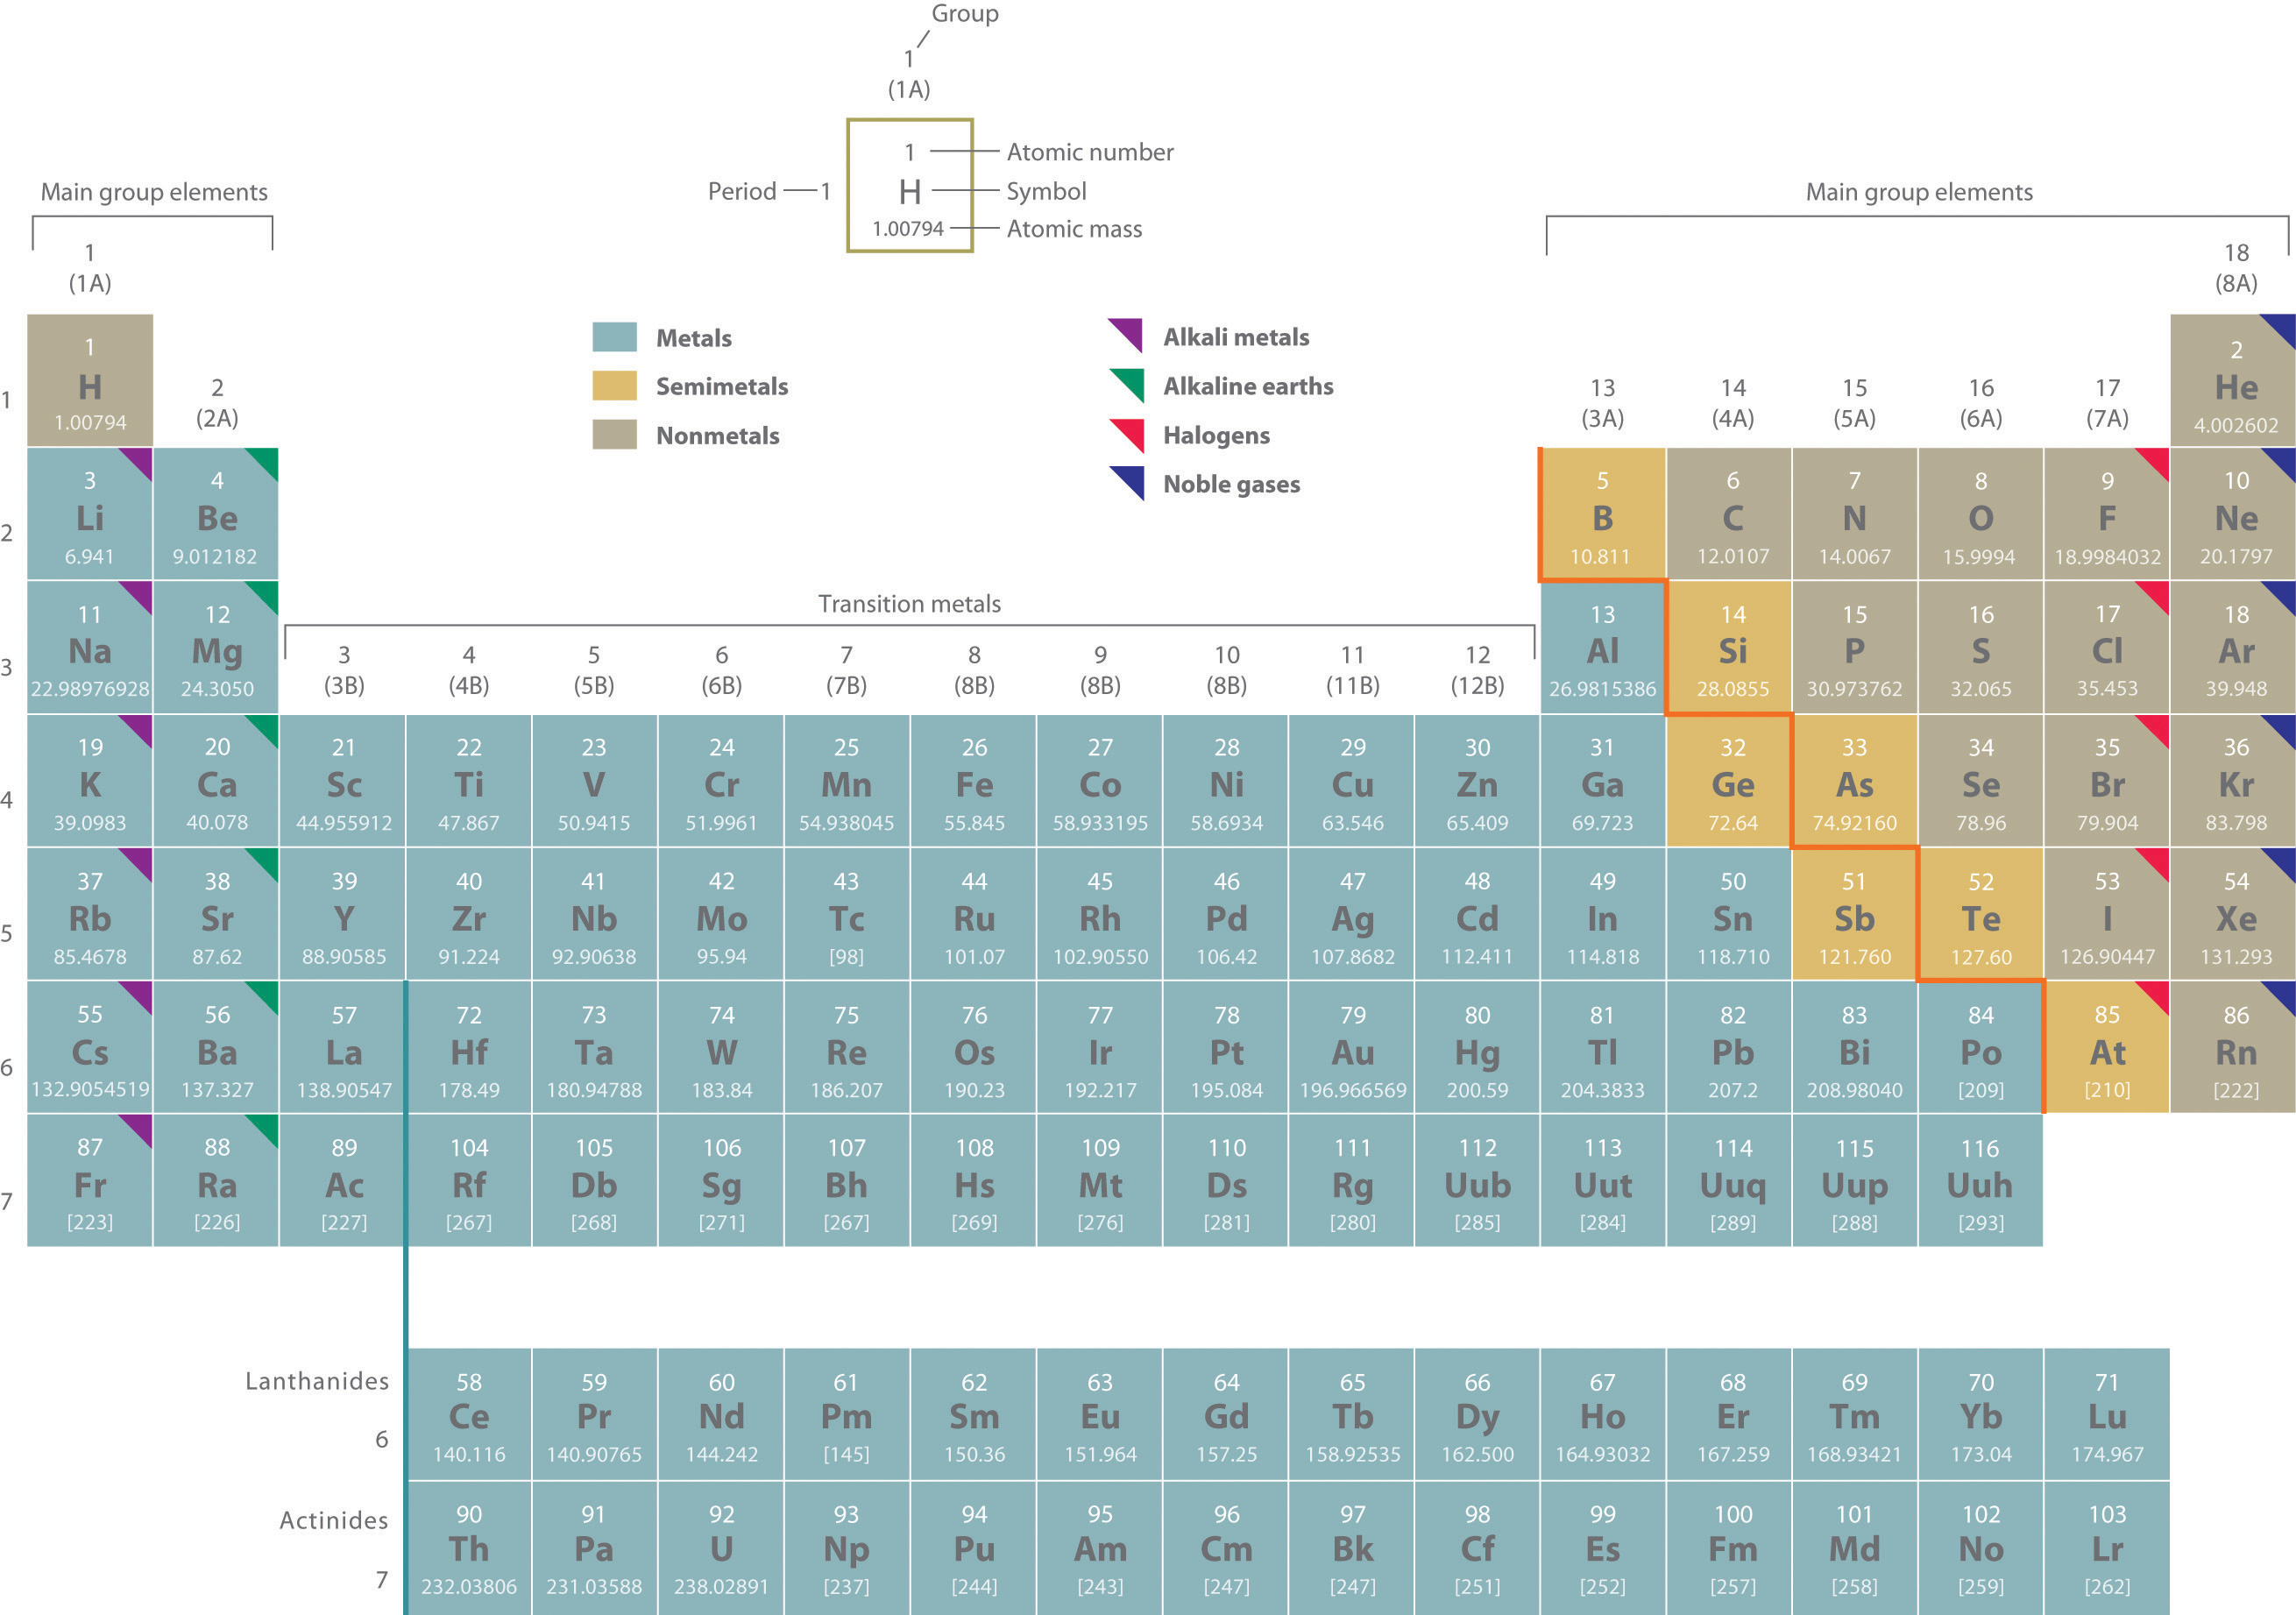 Group
1
(1A)
1 Atomic number
Period 1 H Symbol
1.00794 Atomic mass
Main group elements
Main group elements
1
(1A)
18
(8A)
Metals
Semimetals
Nonmetals
Alkali metals
Alkaline earths
Halogens
Noble gases
2
(2A)
13 14 15 16 17
(3A) (4A) (5A) (6A) (7A)
1 2
1 H He
1.00794 4.002602
3 4 5 6 7 8 9 10
2 Li Be B C N O F Ne
6.941 9.012182 10.811 12.0107 14.0067 15.9994 18.9984032 20.1797
Transition metals
3 4 5 6 7 8 9 10 11 12
(3B) (4B) (5B) (6B) (7B) (8B) (8B) (8B) (11B) (12B)
11 12 13 14 15 16 17 18
3 Na Mg Al Si P S Cl Ar
22.98976928 24.3050 26.9815386 28.0855 30.973762 32.065 35.453 39.948
19 20 21 22 23 24 25 26 27 28 29 30 31 32 33 34 35 36
4 K Ca Sc Ti V Cr Mn Fe Co Ni Cu Zn Ga Ge As Se Br Kr
39.0983 40.078 44.955912 47.867 50.9415 51.9961 54.938045 55.845 58.933195 58.6934 63.546 65.409 69.723 72.64 74.92160 78.96 79.904 83.798
37 38 39 40 41 42 43 44 45 46 47 48 49 50 51 52 53 54
5 Rb Sr Y Zr Nb Mo Tc Ru Rh Pd Ag Cd In Sn Sb Te I Xe
85.4678 87.62 88.90585 91.224 92.90638 95.94 [98] 101.07 102.90550 106.42 107.8682 112.411 114.818 118.710 121.760 127.60 126.90447 131.293
55 56 57 72 73 74 75 76 77 78 79 80 81 82 83 84 85 86
6 Cs Ba La Hf Ta W Re Os Ir Pt Au Hg Tl Pb Bi Po At Rn
132.9054519 137.327 138.90547 178.49 180.94788 183.84 186.207 190.23 192.217 195.084 196.966569 200.59 204.3833 207.2 208.98040 [209] [210] [222]
87 88 89 104 105 106 107 108 109 110 111 112 113 114 115 116
7 Fr Ra Ac Rf Db Sg Bh Hs Mt Ds Rg Uub Uut Uuq Uup Uuh
[223] [226] [227] [267] [268] [271] [267] [269] [276] [281] [280] [285] [284] [289] [288] [293]
Lanthanides 58 59 60 61 62 63 64 65 66 67 68 69 70 71
Ce Pr Nd Pm Sm Eu Gd Tb Dy Ho Er Tm Yb Lu
6 140.116 140.90765 144.242 [145] 150.36 151.964 157.25 158.92535 162.500 164.93032 167.259 168.93421 173.04 174.967
Actinides 90 91 92 93 94 95 96 97 98 99 100 101 102 103
Th Pa U Np Pu Am Cm Bk Cf Es Fm Md No Lr
7 232.03806 231.03588 238.02891 [237] [244] [243] [247] [247] [251] [252] [257] [258] [259] [262]